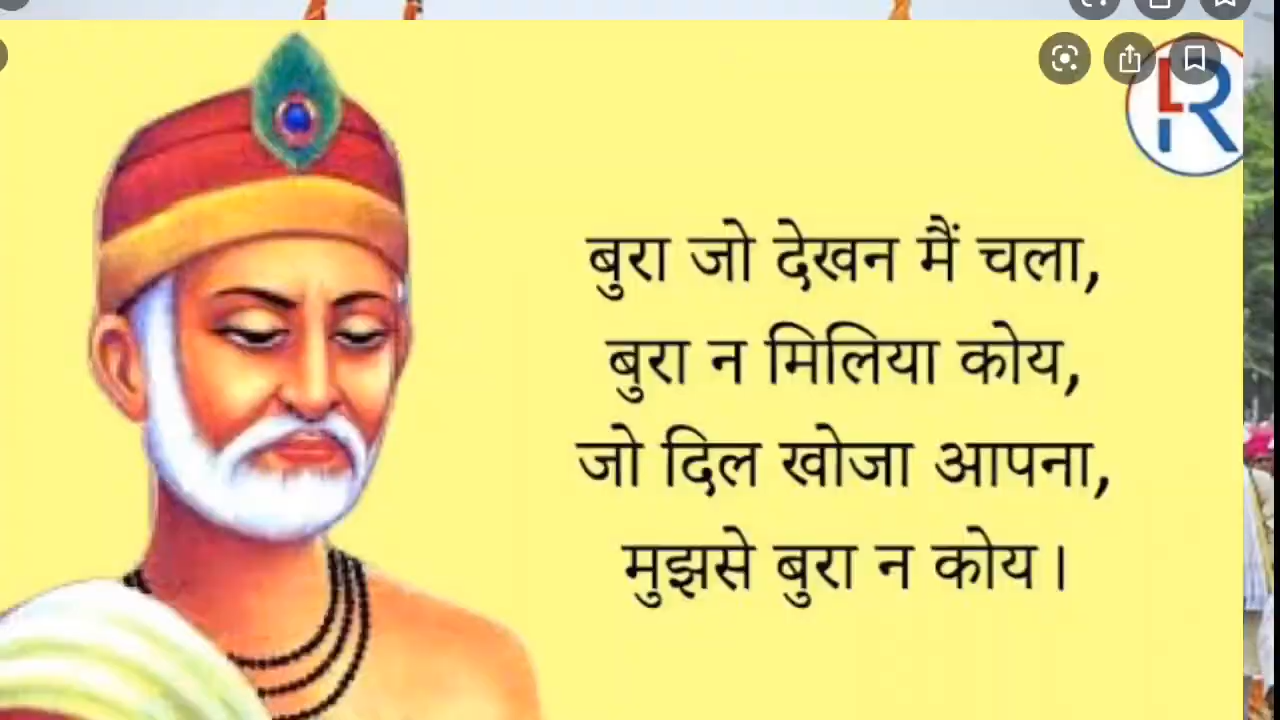 बुरा जो देखन मैं चला,
बुरा न मिलिया कोय,
जो दिल खोजा आपना,
मुझसे बुरा न कोय।